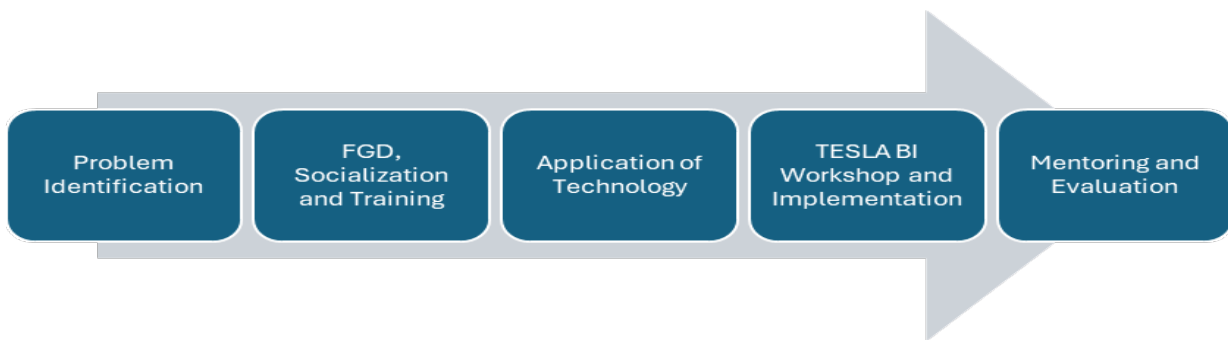 Problem
Identification
FGD,
Socialization
and Training
Application of
Technology
TESLA BI
Workshop and
Implementation
Mentoring and
Evaluation